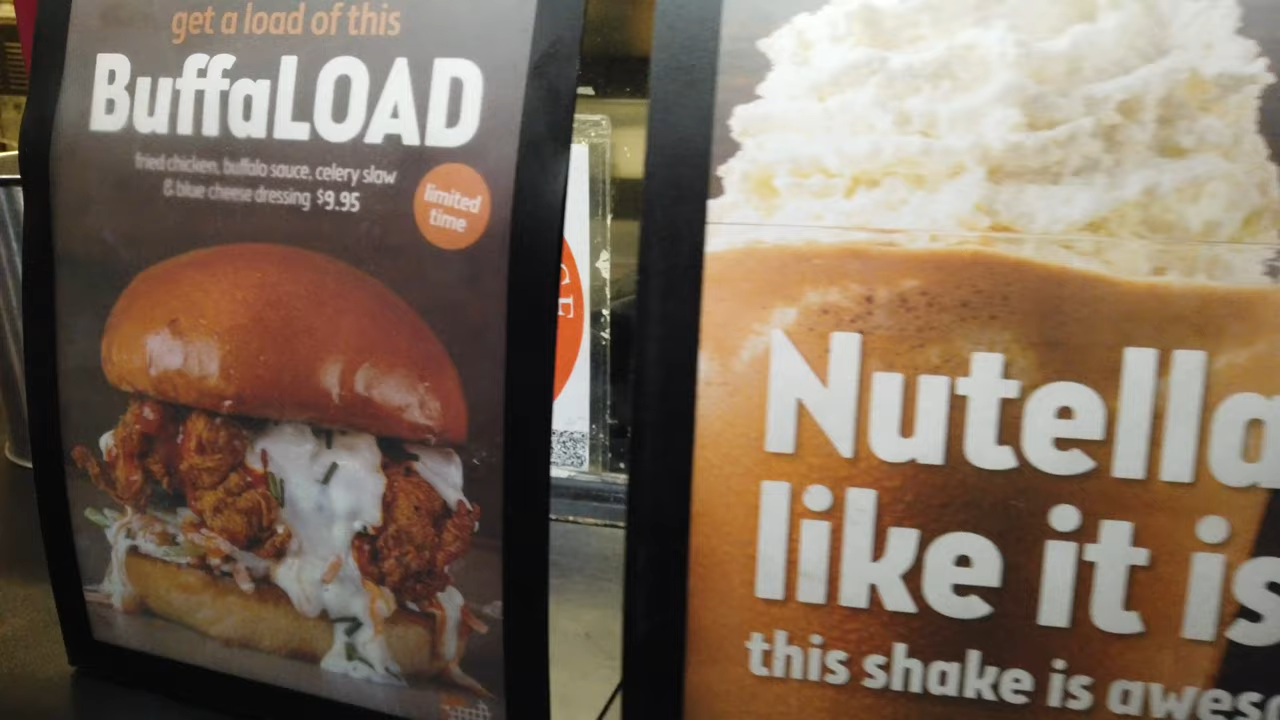 get a load of this
BuffaLOAD
fried chicken, buffalo sauce, celery slaw
& blue cheese dressing $9.95
limited
time
Nutella
like it is
this shake is awes